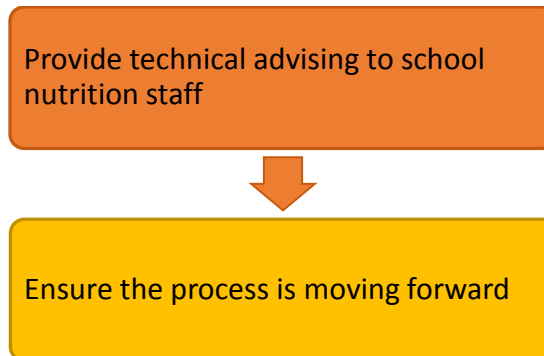 Provide technical advising to school
nutrition staff
Ensure the process is moving forward